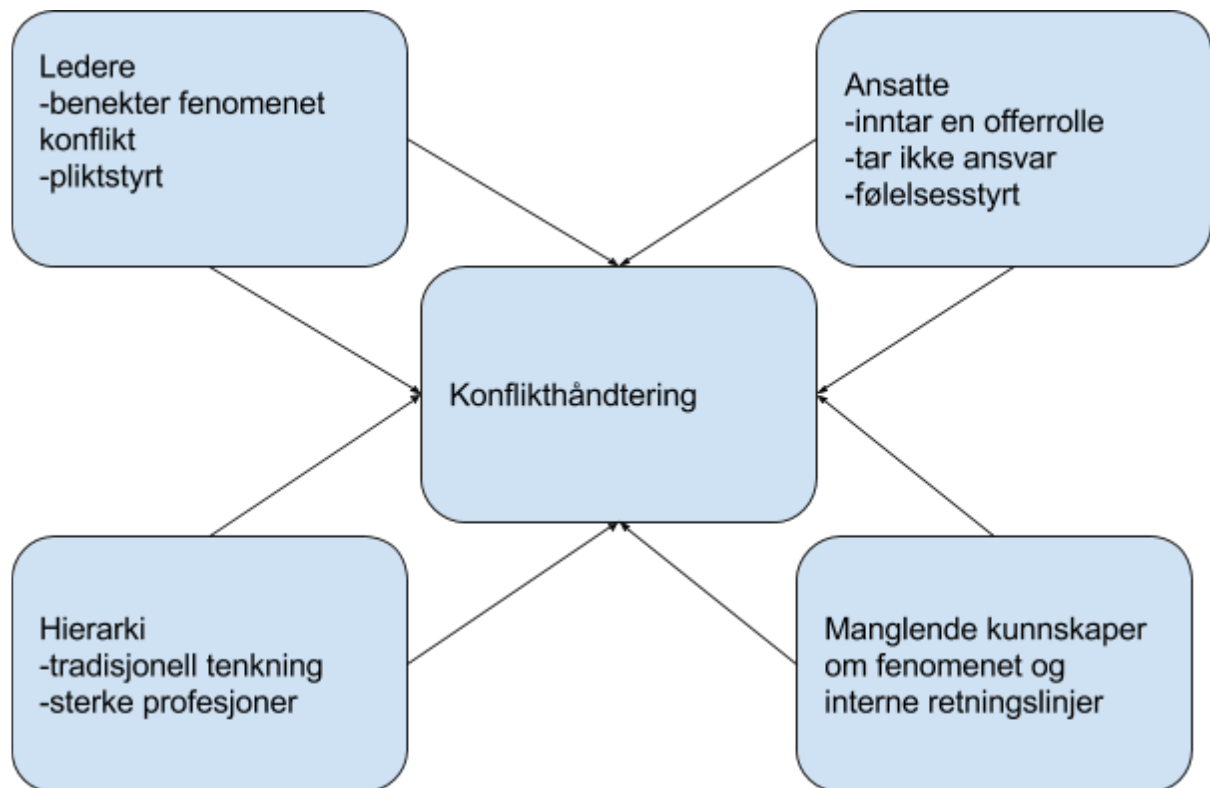 Ledere
-benekter fenomenet
konflikt
-pliktstyrt
Ansatte
-inntar en offerrolle
-tar ikke ansvar
-følelsesstyrt
Konflikthåndtering
Hierarki
-tradisjonell tenkning
-sterke profesjoner
Manglende kunnskaper
om fenomenet og
interne retningslinjer